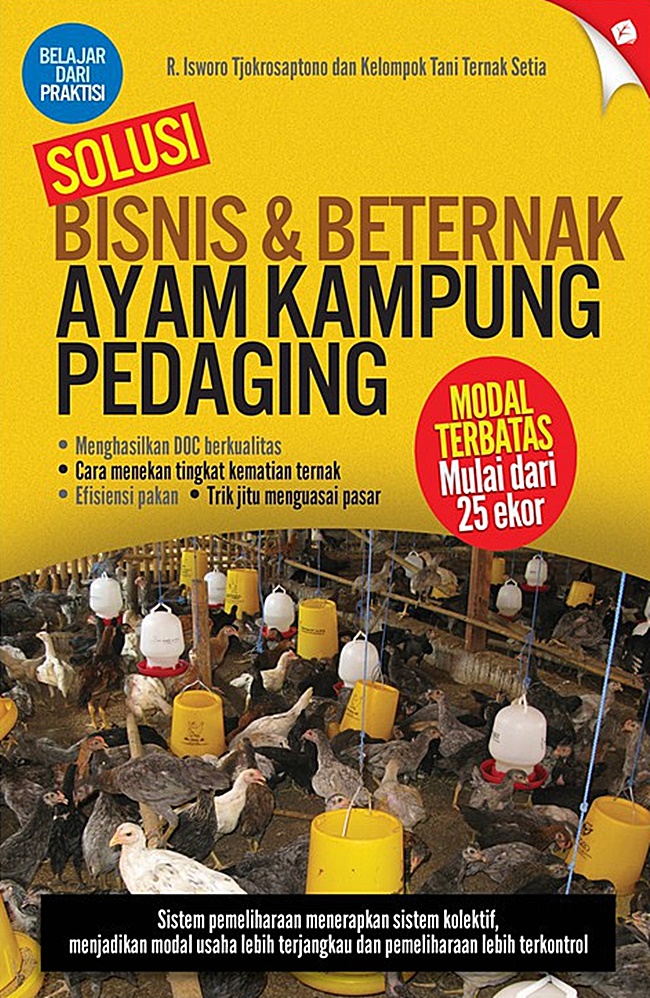 BELAJAR
DARI
PRAKTISI
R. Isworo Tjokrosaptono dan Kelompok Tani Ternak Setia
SOLUSI
BISNIS & BETERNAK
AYAM KAMPUNG
PEDAGING
MODAL
TERBATAS
Mulai dari
25 ekor
• Menghasilkan DOC berkualitas
• Cara menekan tingkat kematian ternak
• Efisiensi pakan • Trik jitu menguasai pasar
Sistem pemeliharaan menerapkan sistem kolektif,
menjadikan modal usaha lebih terjangkau dan pemeliharaan lebih terkontrol